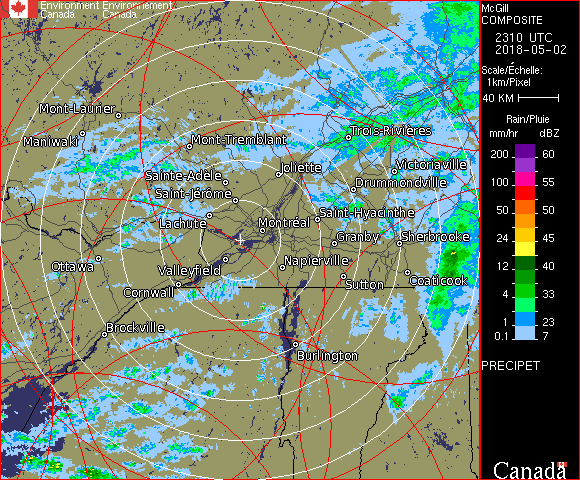 Environment Environnement
Canada Canada
McGill
COMPOSITE
2310 UTC
2018-05-02
Scale/Échelle:
1km/Pixel
40 KM
Rain/Pluie
mm/hr dBZ
200 60
100 55
50 50
24 45
12 40
4 33
1 23
0.1 7
PRECIPET
Canada
Mont-Laurier
Maniwaki
Mont-Tremblant
Trois-Rivières
Sainte-Adèle
Joliette
Victoriaville
Saint-Jérôme
Drummondville
Lachute
Montréal
Saint-Hyacinthe
Granby
Sherbrooke
Ottawa
Valleyfield
Napierville
Cornwall
Sutton
Coaticook
Brockville
Burlington